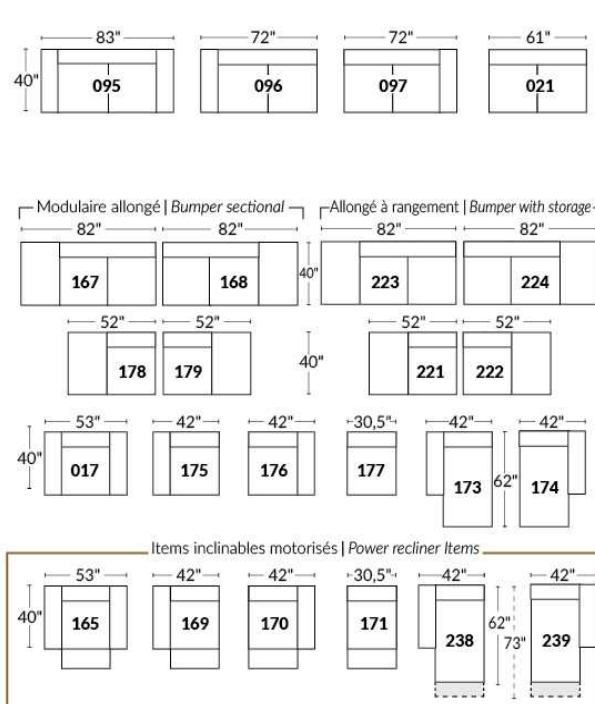 83" 72" 72" 61"
40" 095 096 097 021
Modulaire allongé | Bumper sectional Allongé à rangement | Bumper with storage
82" 82" 82" 82"
167 168 40" 223 224
52" 52" 52" 52"
178 179 40" 221 222
53" 42" 42" 30,5" 42" 42"
40" 017 175 176 177 173 62" 174
Items inclinables motorisés | Power recliner Items
53" 42" 42" 30,5" 42" 42"
40" 165 169 170 171 238 62" 73" 239